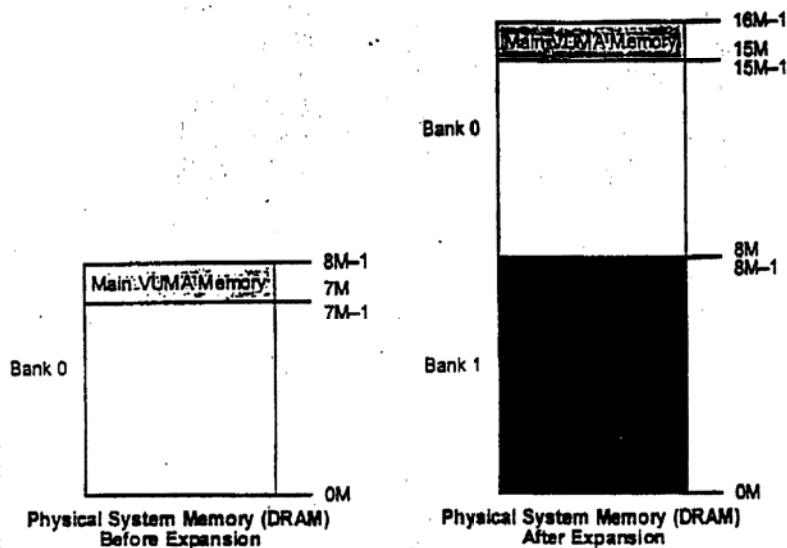 16M–1
Main VUMA Memory
15M
15M–1
Bank 0
8M
8M–1
8M–1
Main VUMA Memory
7M
7M–1
Bank 0
Bank 1
0M
0M
Physical System Memory (DRAM)
Before Expansion
Physical System Memory (DRAM)
After Expansion